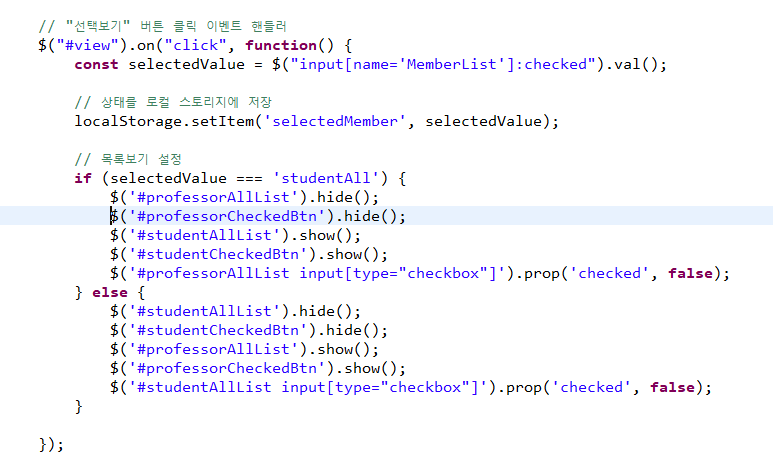 // "선택보기" 버튼 클릭 이벤트 핸들러
$("#view").on("click", function() {
const selectedValue = $("input[name='MemberList']:checked").val();
// 상태를 로컬 스토리지에 저장
localStorage.setItem('selectedMember', selectedValue);
// 목록보기 설정
if (selectedValue === 'studentAll') {
$('#professorAllList').hide();
$('#professorCheckedBtn').hide();
$('#studentAllList').show();
$('#studentCheckedBtn').show();
$('#professorAllList input[type="checkbox"]').prop('checked', false);
} else {
$('#studentAllList').hide();
$('#studentCheckedBtn').hide();
$('#professorAllList').show();
$('#professorCheckedBtn').show();
$('#studentAllList input[type="checkbox"]').prop('checked', false);
}
});